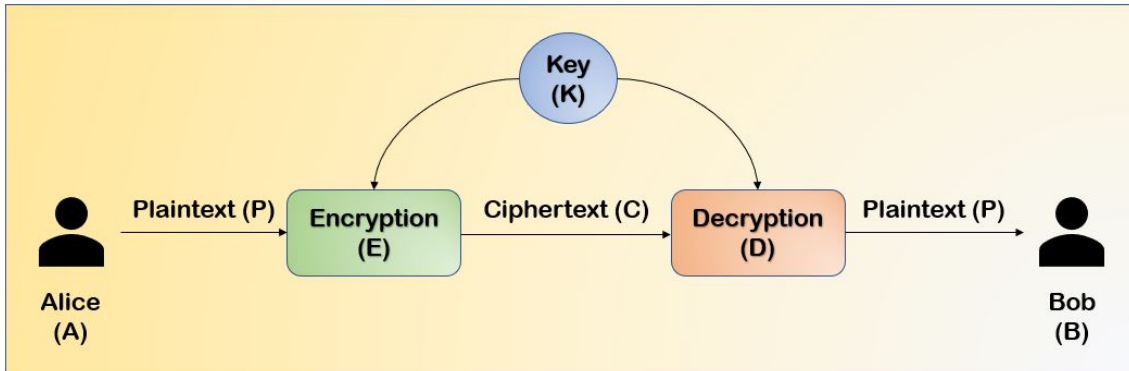 Key
(K)
Plaintext (P)
Encryption
(E)
Ciphertext (C)
Decryption
(D)
Plaintext (P)
Alice
(A)
Bob
(B)